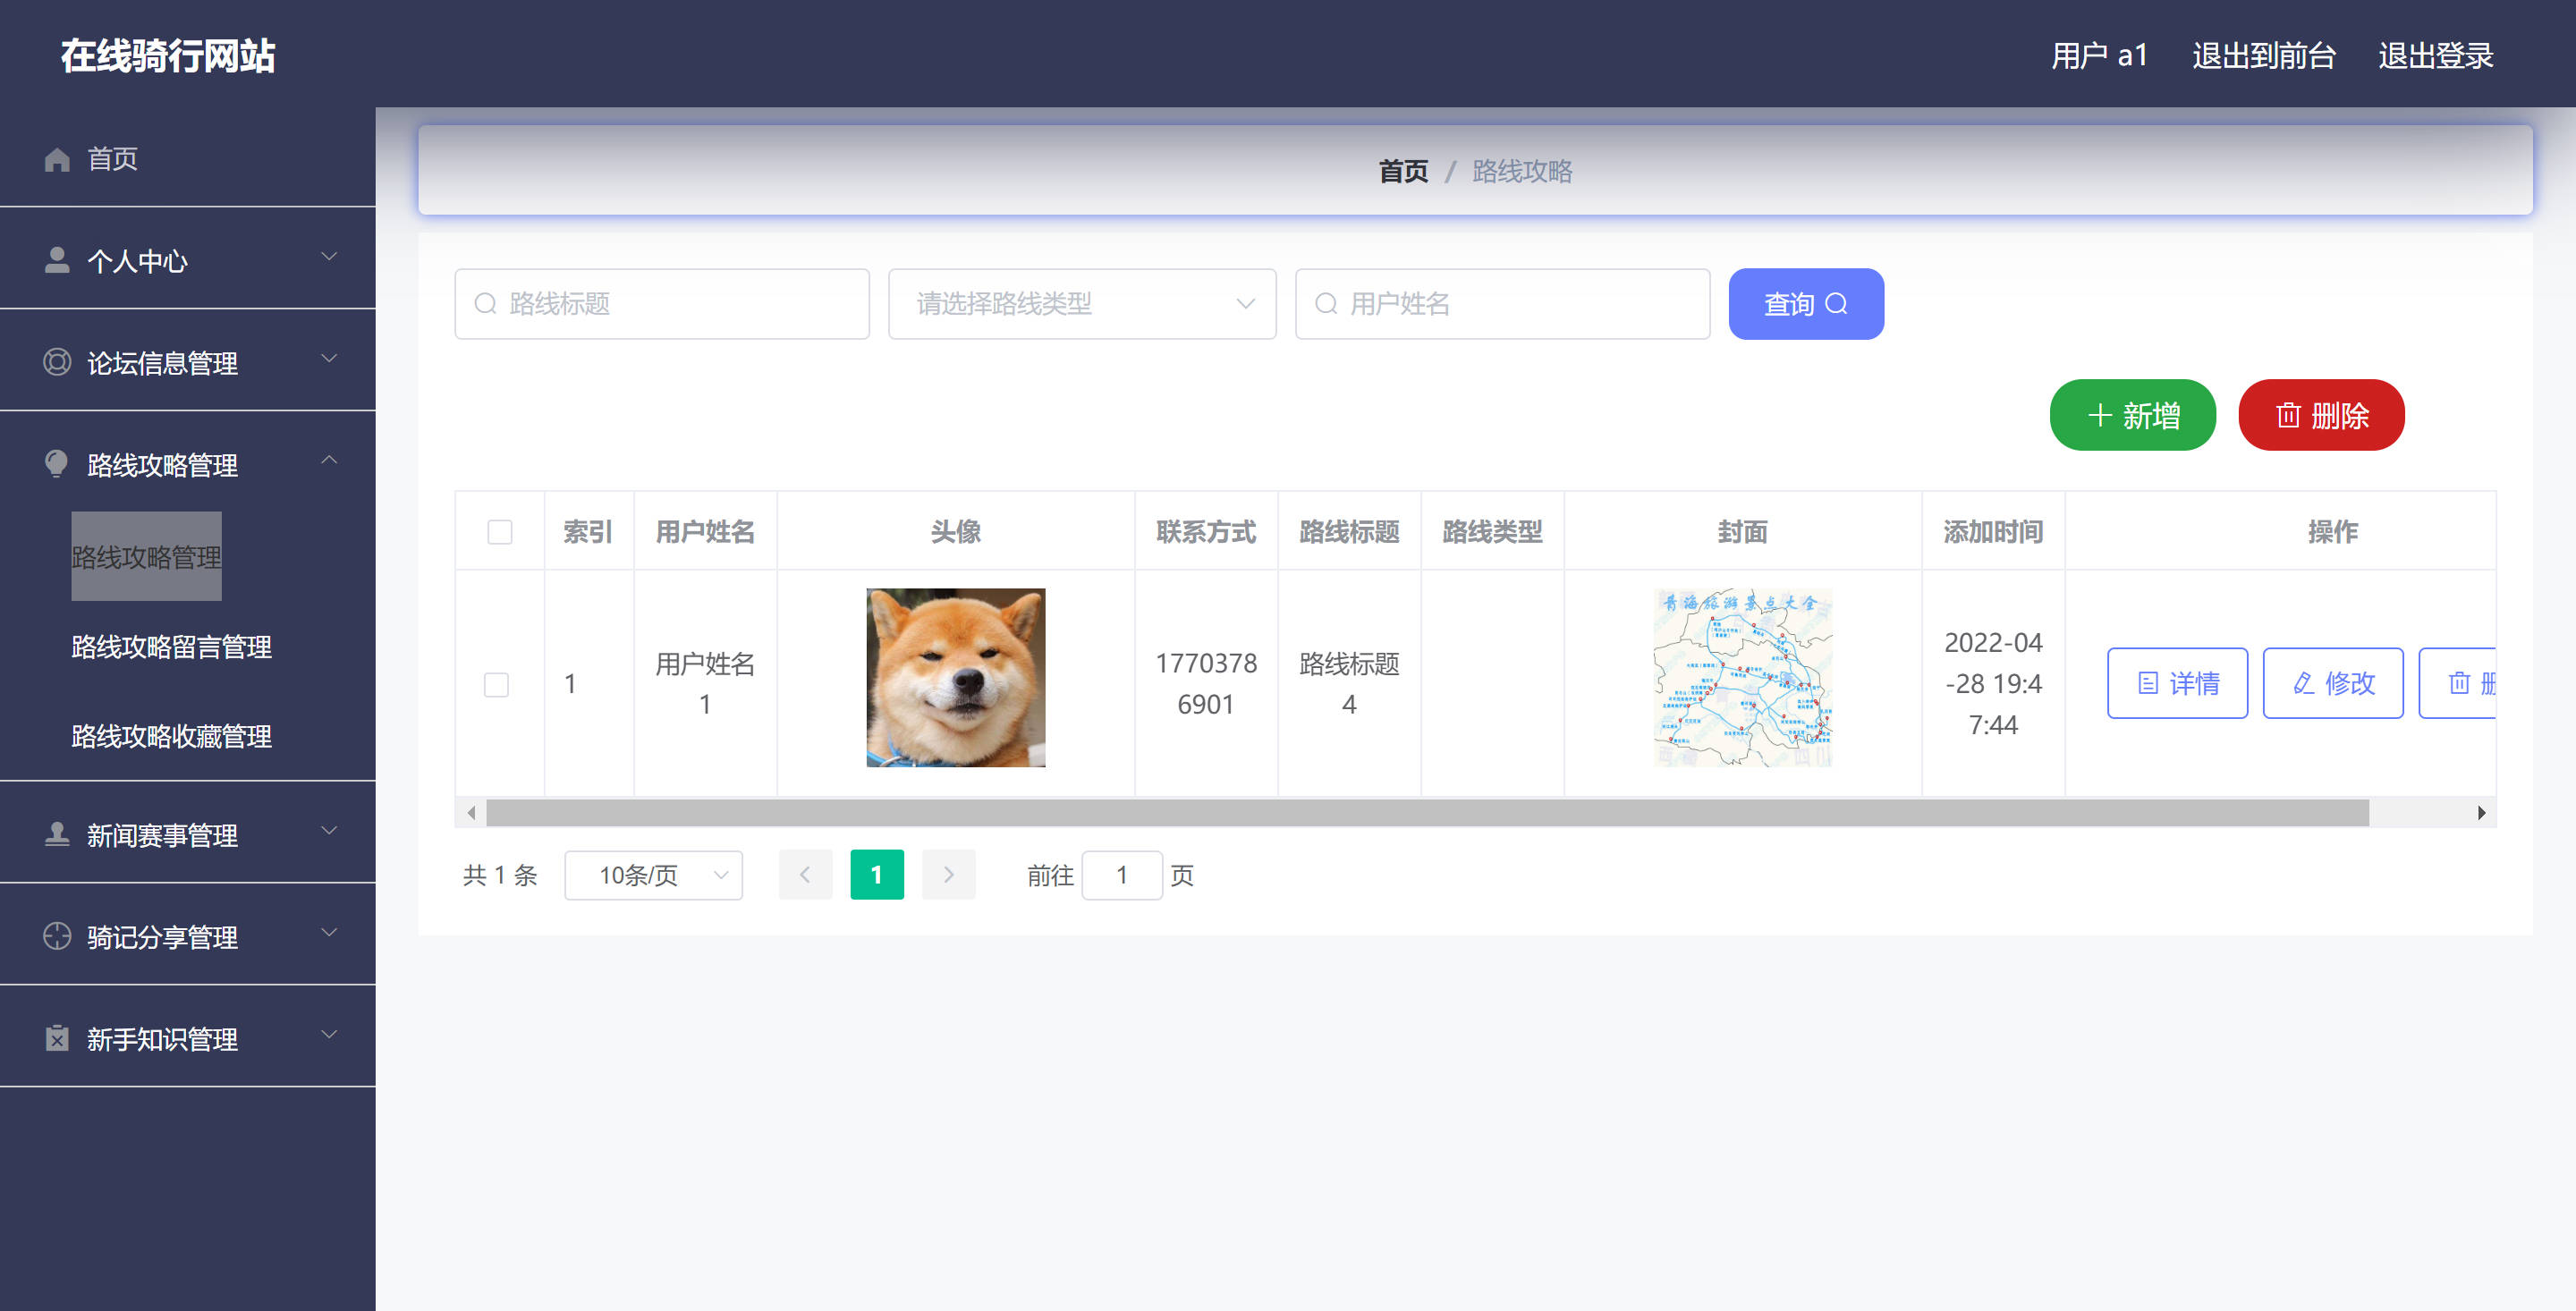 在线骑行网站
用户 a1 退出到前台 退出登录
首页
个人中心
论坛信息管理
路线攻略管理
路线攻略管理
路线攻略留言管理
路线攻略收藏管理
新闻赛事管理
骑记分享管理
新手知识管理
首页 / 路线攻略
路线标题 请选择路线类型 用户姓名 查询
新增 删除
索引 用户姓名 头像 联系方式 路线标题 路线类型 封面 添加时间 操作
1 用户姓名 1770378 路线标题 2022-04
1 6901 4 -28 19:4
7:44
青海旅游景点大全
详情 修改
共 1 条 10条/页 1 前往 1 页